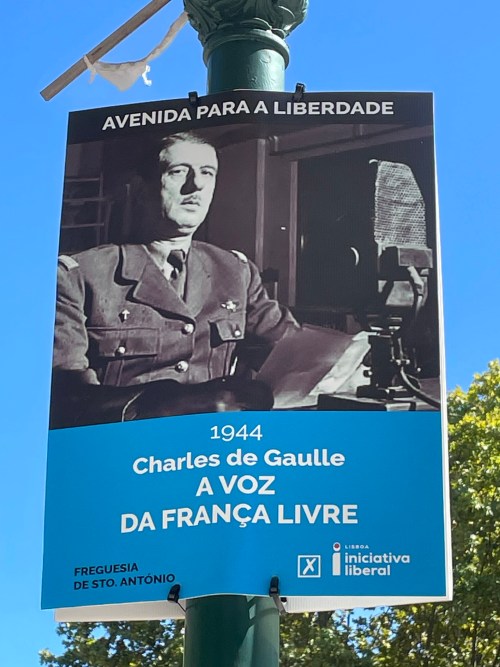 AVENIDA PARA A LIBERDADE
1944
Charles de Gaulle
A VOZ
DA FRANÇA LIVRE
FREGUESIA
DE STO. ANTÓNIO
X
LISBOA
iniciativa
liberal